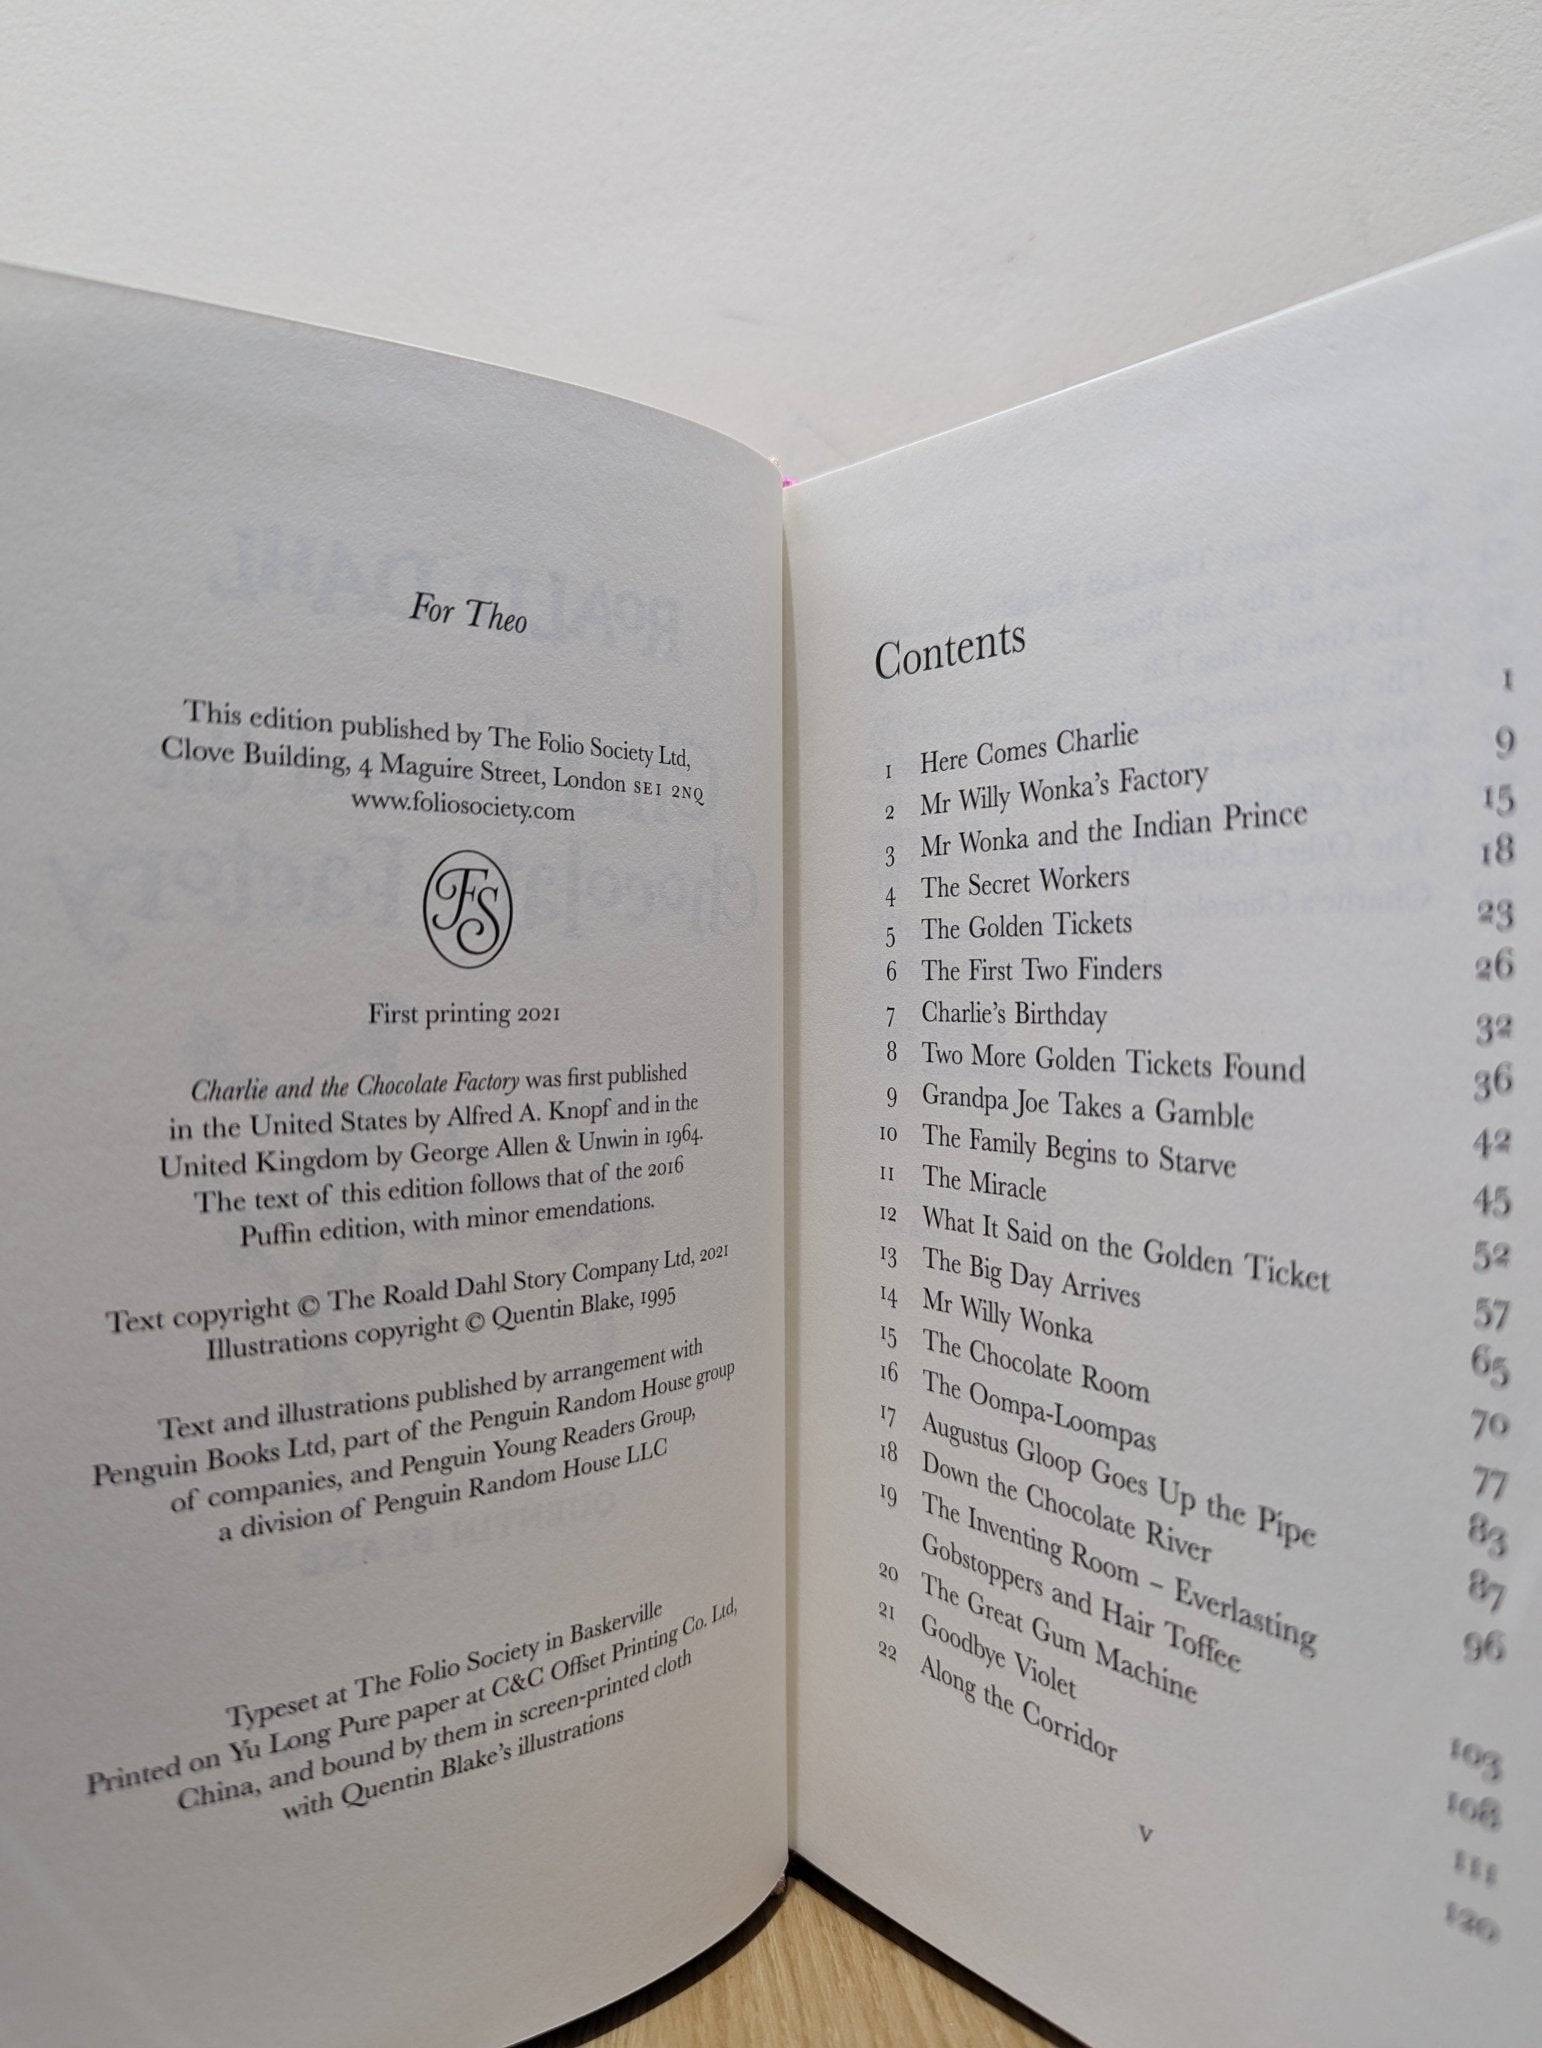 For Theo
This edition published by The Folio Society Ltd,
Clove Building, 4 Maguire Street, London SE1 2NQ
www.foliosociety.com
FS
First printing 2021
Charlie and the Chocolate Factory was first published
in the United States by Alfred A. Knopf and in the
United Kingdom by George Allen & Unwin in 1964.
The text of this edition follows that of the 2016
Puffin edition, with minor emendations.
Text copyright © The Roald Dahl Story Company Ltd, 2021
Illustrations copyright © Quentin Blake, 1995
Text and illustrations published by arrangement with
Penguin Books Ltd, part of the Penguin Random House group
of companies, and Penguin Young Readers Group,
a division of Penguin Random House LLC
Typeset at The Folio Society in Baskerville
Printed on Yu Long Pure paper at C&C Offset Printing Co. Ltd,
China, and bound by them in screen-printed cloth
with Quentin Blake's illustrations
Contents
1 Here Comes Charlie 1
2 Mr Willy Wonka's Factory 9
3 Mr Wonka and the Indian Prince 15
4 The Secret Workers 18
5 The Golden Tickets 23
6 The First Two Finders 26
7 Charlie's Birthday 32
8 Two More Golden Tickets Found 36
9 Grandpa Joe Takes a Gamble 42
10 The Family Begins to Starve 45
11 The Miracle 52
12 What It Said on the Golden Ticket 57
13 The Big Day Arrives 65
14 Mr Willy Wonka 70
15 The Chocolate Room 77
16 The Oompa-Loompas 83
17 Augustus Gloop Goes Up the Pipe 87
18 Down the Chocolate River 96
19 The Inventing Room – Everlasting
Gobstoppers and Hair Toffee 103
20 The Great Gum Machine 108
21 Goodbye Violet 111
22 Along the Corridor 120
v